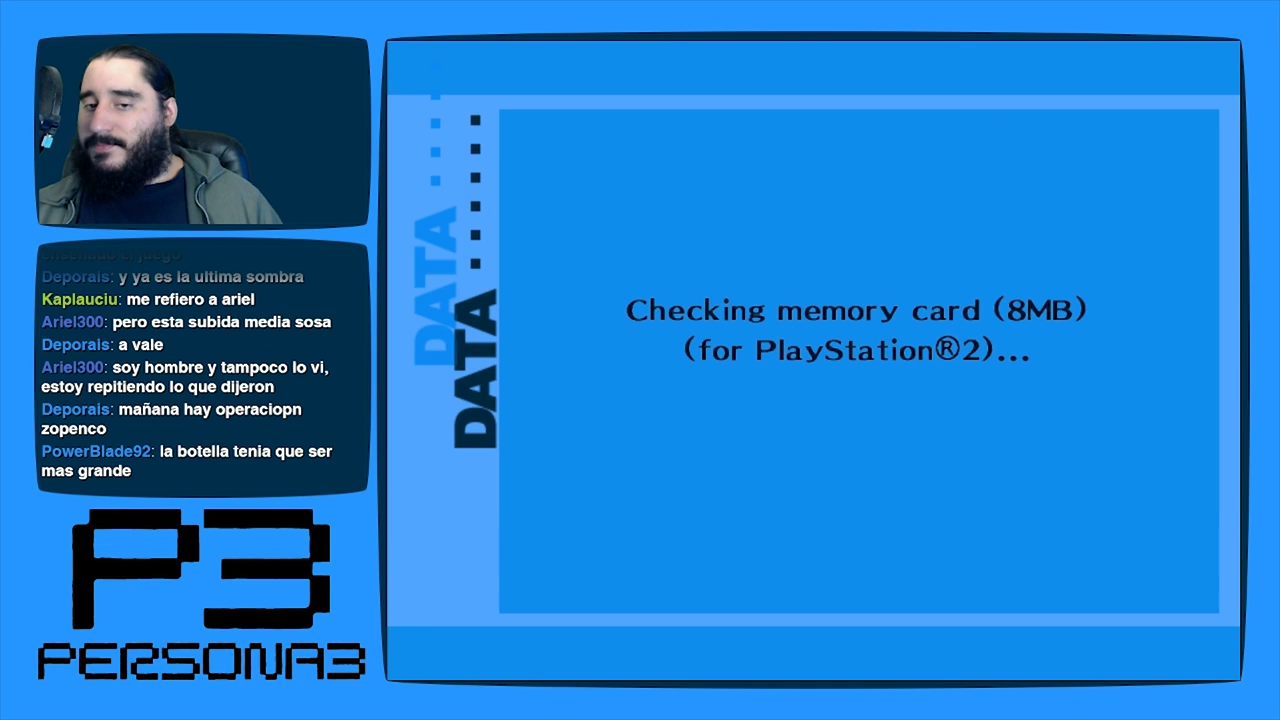 Deporais: y ya es la ultima sombra
Kaplauciu: me refiero a ariel
Ariel300: pero esta subida media sosa
Deporais: a vale
Ariel300: soy hombre y tampoco lo vi,
estoy repitiendo lo que dijeron
Deporais: mañana hay operaciopn
zopenco
PowerBlade92: la botella tenia que ser
mas grande
P3
PERSONA3
DATA
DATA
Checking memory card (8MB)
(for PlayStation®2)...